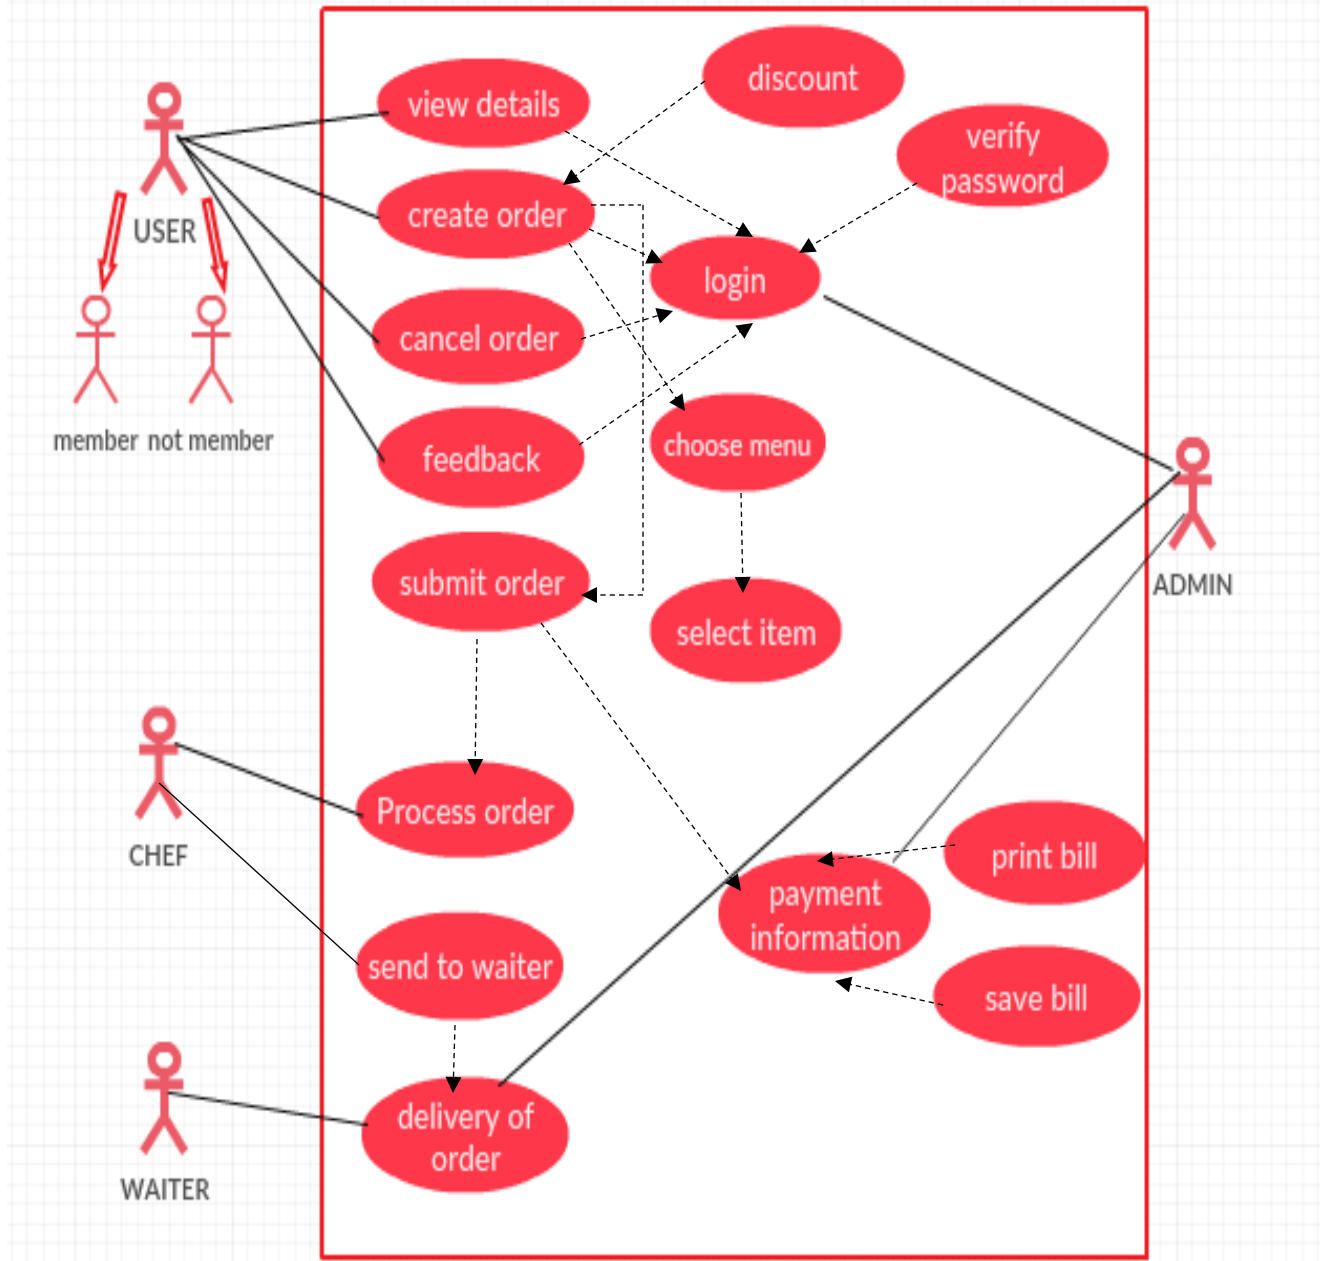 discount
view details
verify
password
create order
USER
login
cancel order
member
not member
choose menu
feedback
submit order
ADMIN
select item
Process order
CHEF
print bill
payment
information
send to waiter
save bill
delivery of
order
WAITER